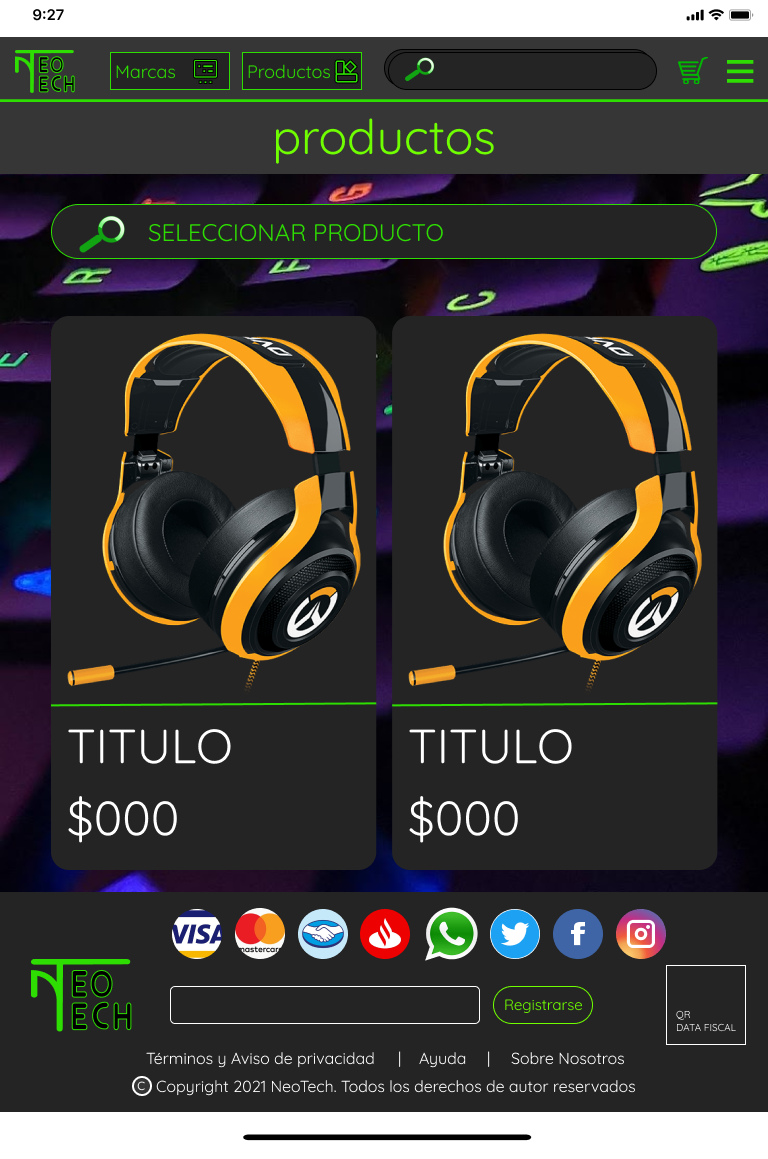 9:27
NEO
TECH
Marcas
Productos
productos
SELECCIONAR PRODUCTO
TITULO
$000
TITULO
$000
VISA
mastercard
NEO
TECH
Registrarse
QR
DATA FISCAL
Términos y Aviso de privacidad | Ayuda | Sobre Nosotros
© Copyright 2021 NeoTech. Todos los derechos de autor reservados